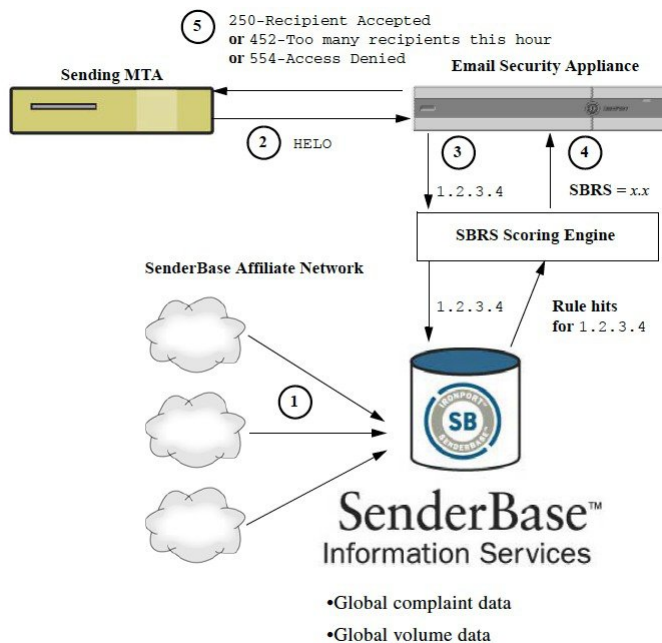 5
250-Recipient Accepted
or 452-Too many recipients this hour
or 554-Access Denied
Sending MTA
Email Security Appliance
2 HELO
3
4
1.2.3.4
SBRS = x.x
SBRS Scoring Engine
SenderBase Affiliate Network
1.2.3.4
Rule hits
for 1.2.3.4
1
IRONPORT™
SB
SENDERBASE™
SenderBase™
Information Services
•Global complaint data
•Global volume data